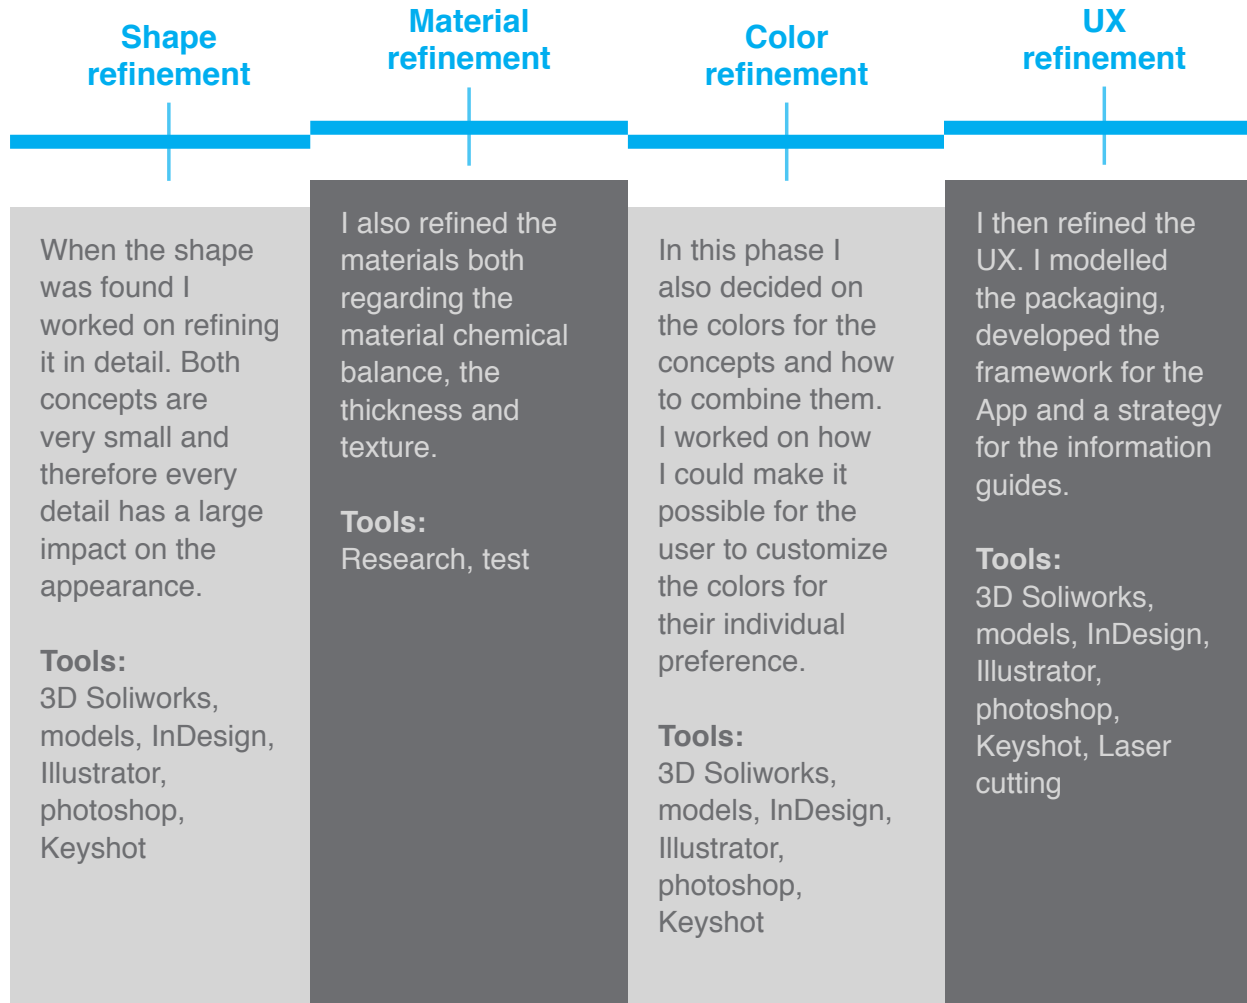 Shape
refinement
When the shape
was found I
worked on refining
it in detail. Both
concepts are
very small and
therefore every
detail has a large
impact on the
appearance.
Tools:
3D Soliworks,
models, InDesign,
Illustrator,
photoshop,
Keyshot
Material
refinement
I also refined the
materials both
regarding the
material chemical
balance, the
thickness and
texture.
Tools:
Research, test
Color
refinement
In this phase I
also decided on
the colors for the
concepts and how
to combine them.
I worked on how
I could make it
possible for the
user to customize
the colors for
their individual
preference.
Tools:
3D Soliworks,
models, InDesign,
Illustrator,
photoshop,
Keyshot
UX
refinement
I then refined the
UX. I modelled
the packaging,
developed the
framework for the
App and a strategy
for the information
guides.
Tools:
3D Soliworks,
models, InDesign,
Illustrator,
photoshop,
Keyshot, Laser
cutting